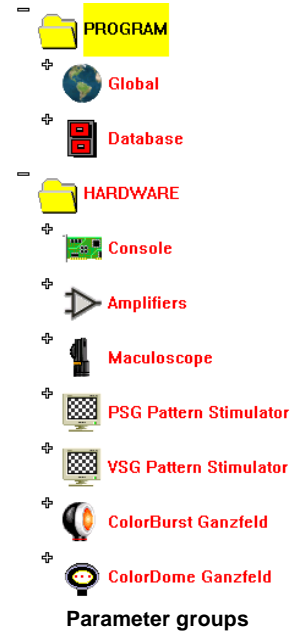 PROGRAM
Global
Database
HARDWARE
Console
Amplifiers
Maculoscope
PSG Pattern Stimulator
VSG Pattern Stimulator
ColorBurst Ganzfeld
ColorDome Ganzfeld
Parameter groups